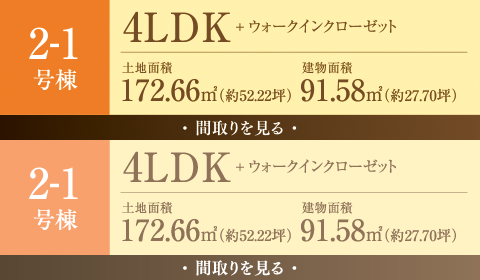 2-1
号棟
4LDK + ウォークインクローゼット
土地面積 建物面積
172.66㎡(約52.22坪) 91.58㎡(約27.70坪)
・ 間取りを見る ・
2-1
号棟
4LDK + ウォークインクローゼット
土地面積 建物面積
172.66㎡(約52.22坪) 91.58㎡(約27.70坪)
・ 間取りを見る ・